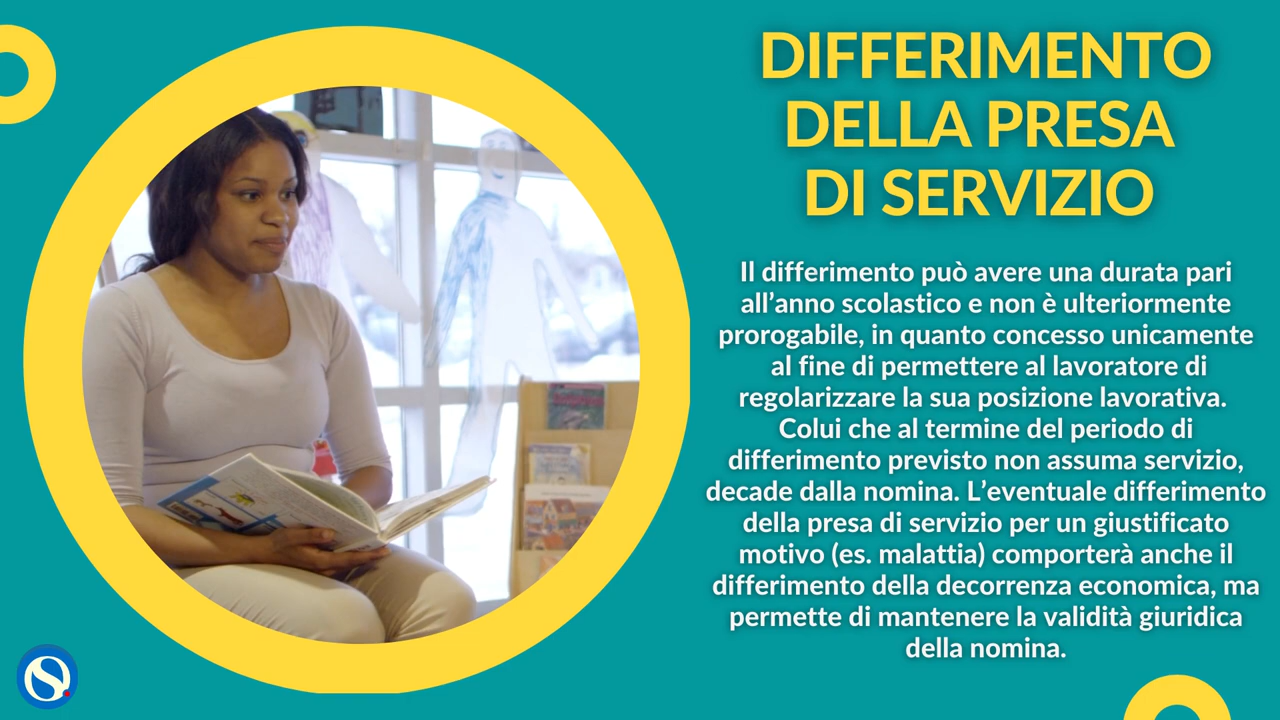 DIFFERIMENTO
DELLA PRESA
DI SERVIZIO
Il differimento può avere una durata pari
all’anno scolastico e non è ulteriormente
prorogabile, in quanto concesso unicamente
al fine di permettere al lavoratore di
regolarizzare la sua posizione lavorativa.
Colui che al termine del periodo di
differimento previsto non assuma servizio,
decade dalla nomina. L’eventuale differimento
della presa di servizio per un giustificato
motivo (es. malattia) comporterà anche il
differimento della decorrenza economica, ma
permette di mantenere la validità giuridica
della nomina.
S